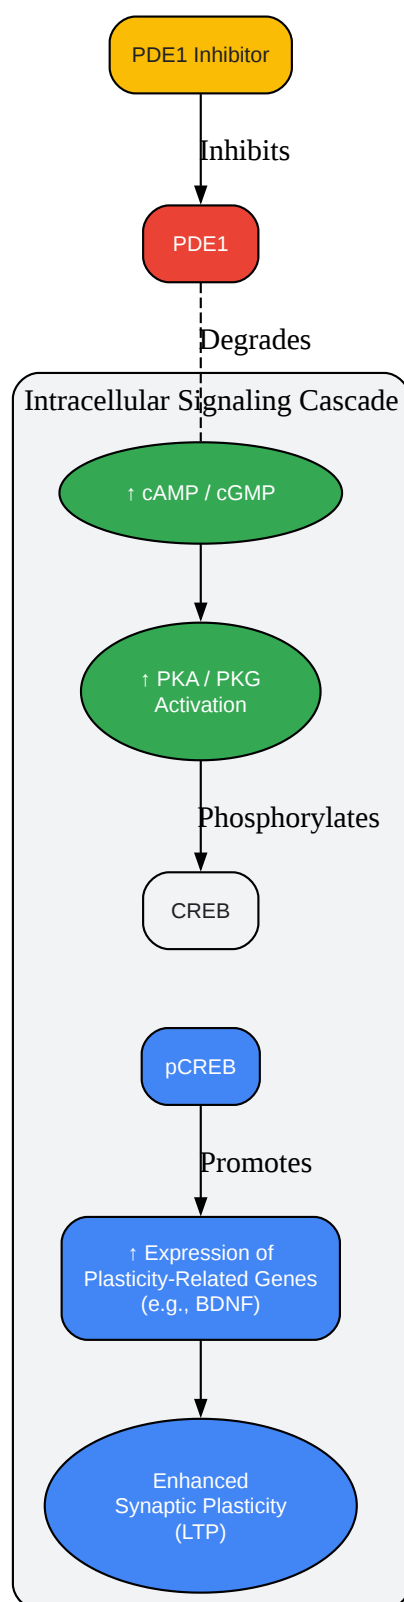 PDE1 Inhibitor
Inhibits
PDE1
Degrades
Intracellular Signaling Cascade
↑ cAMP / cGMP
↑ PKA / PKG
Activation
Phosphorylates
CREB
pCREB
Promotes
↑ Expression of
Plasticity-Related Genes
(e.g., BDNF)
Enhanced
Synaptic Plasticity
(LTP)